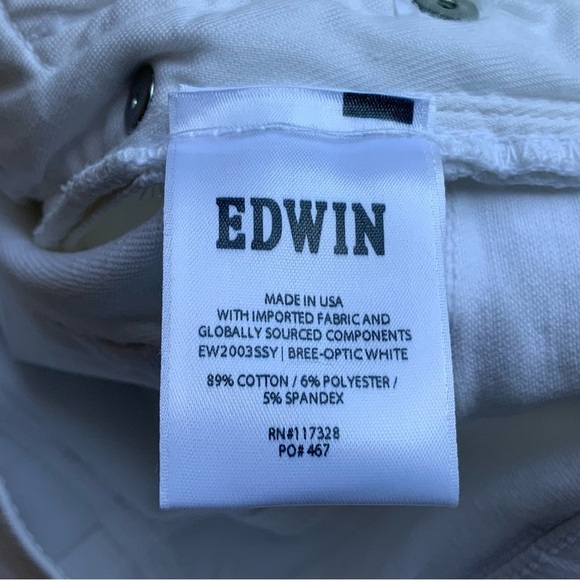 EDWIN
MADE IN USA
WITH IMPORTED FABRIC AND
GLOBALLY SOURCED COMPONENTS
EW2003SSY | BREE-OPTIC WHITE
89% COTTON / 6% POLYESTER /
5% SPANDEX
RN#117328
PO# 467